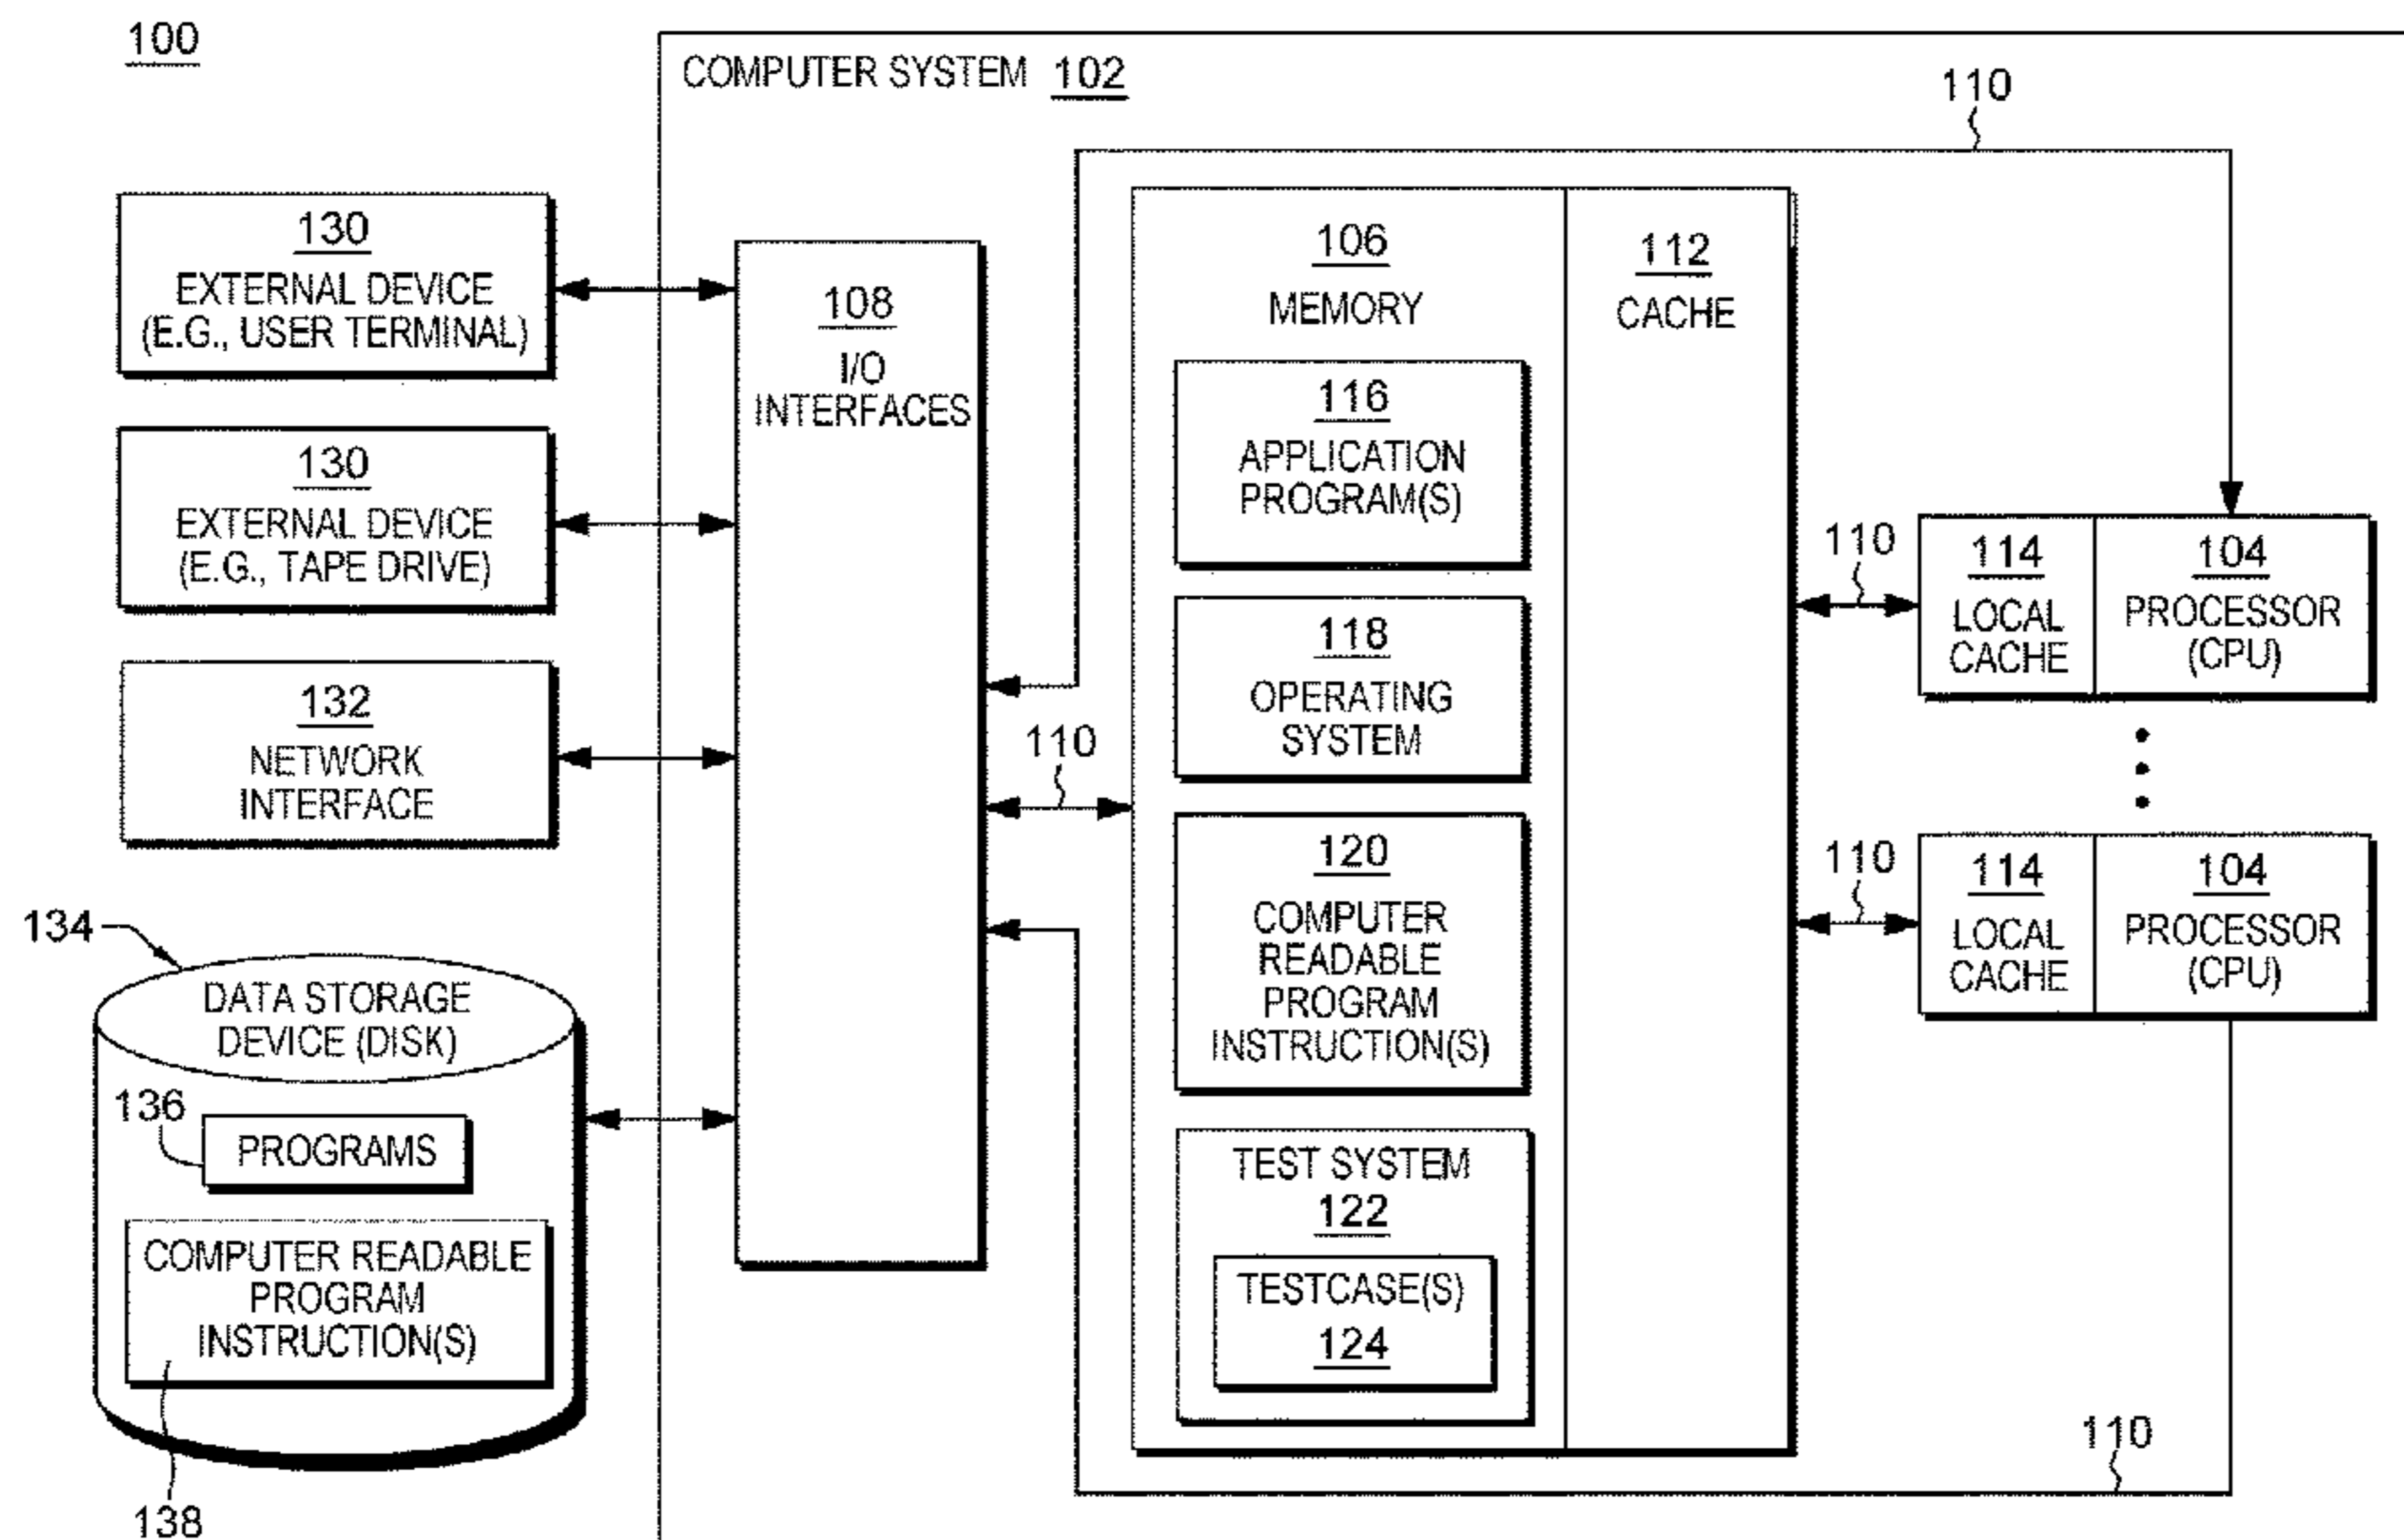 100
COMPUTER SYSTEM 102
110
130
EXTERNAL DEVICE
(E.G., USER TERMINAL)
130
EXTERNAL DEVICE
(E.G., TAPE DRIVE)
132
NETWORK
INTERFACE
134
DATA STORAGE
DEVICE (DISK)
136
PROGRAMS
COMPUTER READABLE
PROGRAM
INSTRUCTION(S)
138
108
I/O
INTERFACES
110
106
MEMORY
116
APPLICATION
PROGRAM(S)
118
OPERATING
SYSTEM
120
COMPUTER
READABLE
PROGRAM
INSTRUCTION(S)
TEST SYSTEM
122
TESTCASE(S)
124
112
CACHE
110
114
LOCAL
CACHE
104
PROCESSOR
(CPU)
110
114
LOCAL
CACHE
104
PROCESSOR
(CPU)
110